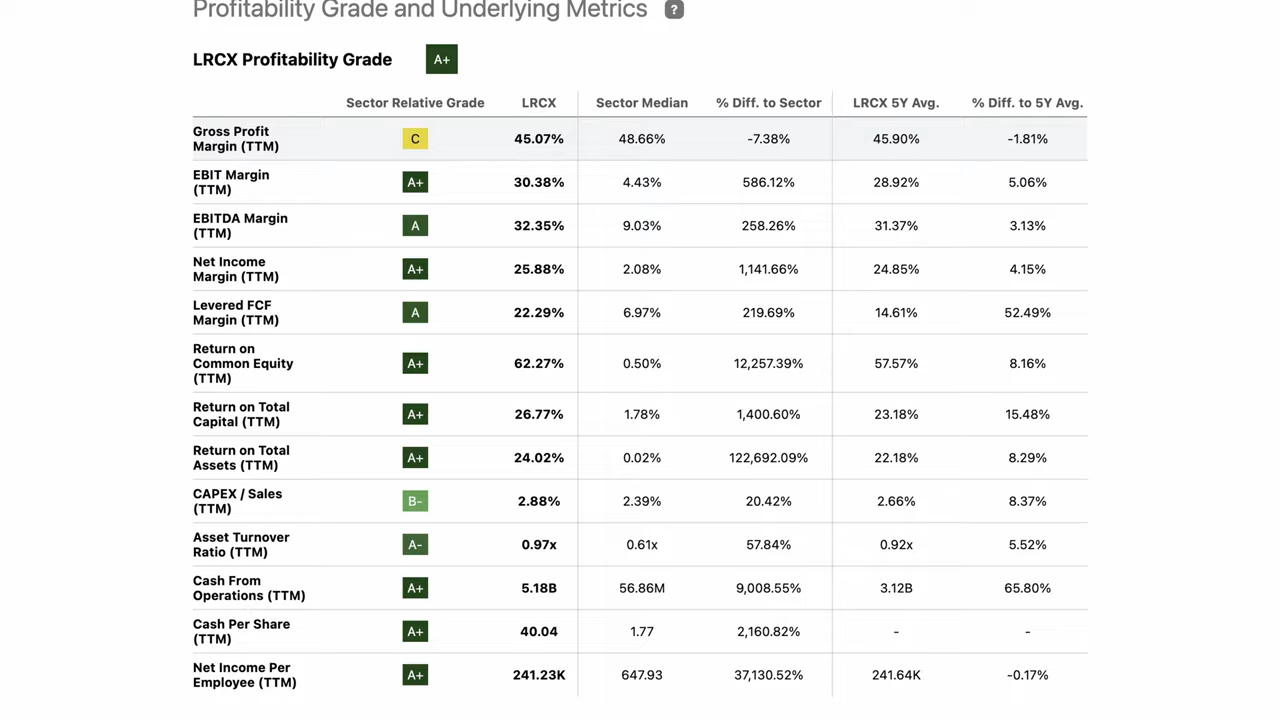 Profitability Grade and Underlying Metrics ?
LRCX Profitability Grade A+
Sector Relative Grade LRCX Sector Median % Diff. to Sector LRCX 5Y Avg. % Diff. to 5Y Avg.
Gross Profit
Margin (TTM) C 45.07% 48.66% -7.38% 45.90% -1.81%
EBIT Margin
(TTM) A+ 30.38% 4.43% 586.12% 28.92% 5.06%
EBITDA Margin
(TTM) A 32.35% 9.03% 258.26% 31.37% 3.13%
Net Income
Margin (TTM) A+ 25.88% 2.08% 1,141.66% 24.85% 4.15%
Levered FCF
Margin (TTM) A 22.29% 6.97% 219.69% 14.61% 52.49%
Return on
Common Equity
(TTM) A+ 62.27% 0.50% 12,257.39% 57.57% 8.16%
Return on Total
Capital (TTM) A+ 26.77% 1.78% 1,400.60% 23.18% 15.48%
Return on Total
Assets (TTM) A+ 24.02% 0.02% 122,692.09% 22.18% 8.29%
CAPEX / Sales
(TTM) B- 2.88% 2.39% 20.42% 2.66% 8.37%
Asset Turnover
Ratio (TTM) A- 0.97x 0.61x 57.84% 0.92x 5.52%
Cash From
Operations (TTM) A+ 5.18B 56.86M 9,008.55% 3.12B 65.80%
Cash Per Share
(TTM) A+ 40.04 1.77 2,160.82% - -
Net Income Per
Employee (TTM) A+ 241.23K 647.93 37,130.52% 241.64K -0.17%